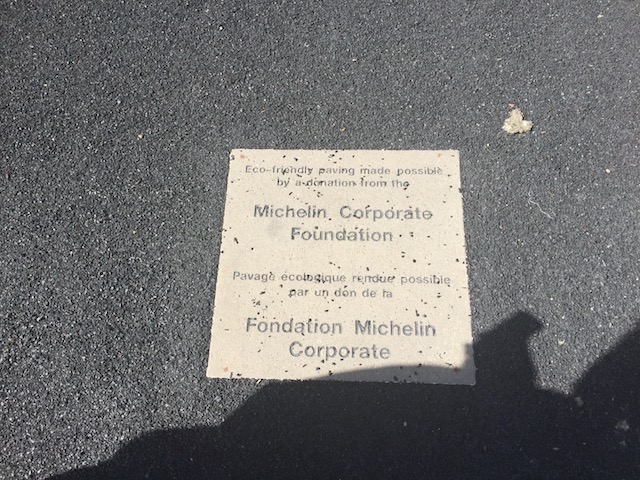 Eco-friendly paving made possible
by a donation from the
Michelin Corporate
Foundation
Pavage écologique rendue possible
par un don de la
Fondation Michelin
Corporate